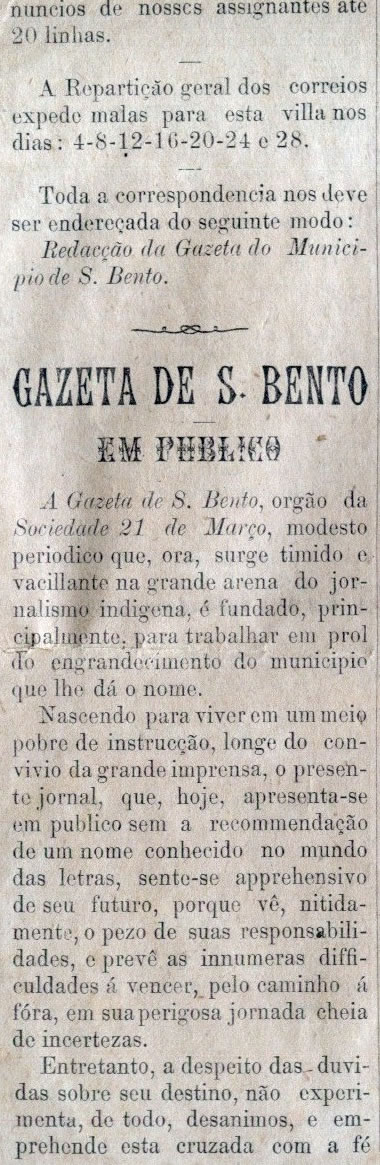 nuncios de nosscs assignantes até
20 linhas.
A Repartição geral dos correios
expede malas para esta villa nos
dias: 4-8-12-16-20-24 e 28.
Toda a correspondencia nos deve
ser endereçada do seguinte modo:
Redacção da Gazeta do Munici-
pio de S. Bento.
GAZETA DE S. BENTO
EM PUBLICO
A Gazeta de S. Bento, orgão da
Sociedade 21 de Março, modesto
periodico que, ora, surge timido e
vacillante na grande arena do jor-
nalismo indigena, é fundado, prin-
cipalmente, para trabalhar em prol
do engrandecimento do municipio
que lhe dá o nome.
Nascendo para viver em um meio
pobre de instrucção, longe do con-
vivio da grande imprensa, o presen-
te jornal, que, hoje, apresenta-se
em publico sem a recommendação
de um nome conhecido no mundo
das letras, sente-se apprehensivo
de seu futuro, porque vê, nitida-
mente, o pezo de suas responsabili-
dades, e prevê as innumeras diffi-
culdades á vencer, pelo caminho á
fóra, em sua perigosa jornada cheia
de incertezas.
Entretanto, a despeito das duvi-
das sobre seu destino, não experi-
menta, de todo, desanimos, e em-
prehende esta cruzada com a fé